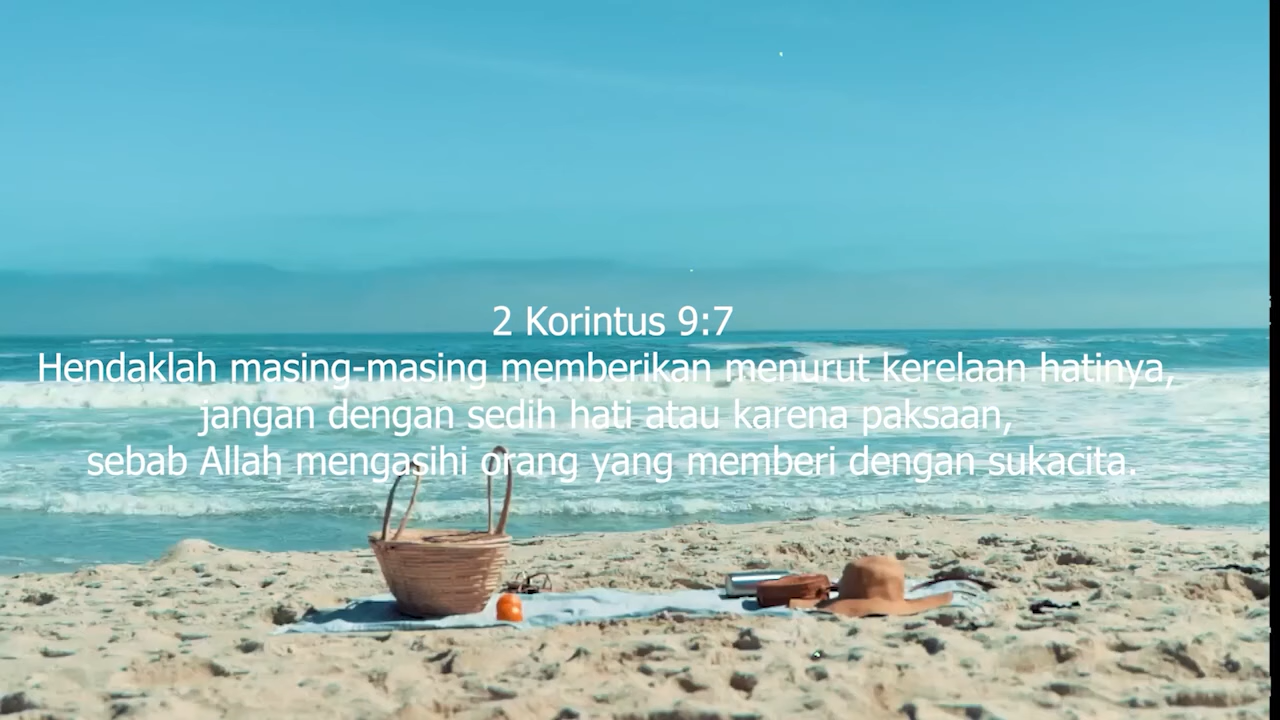 2 Korintus 9:7
Hendaklah masing-masing memberikan menurut kerelaan hatinya,
jangan dengan sedih hati atau karena paksaan,
sebab Allah mengasihi orang yang memberi dengan sukacita.